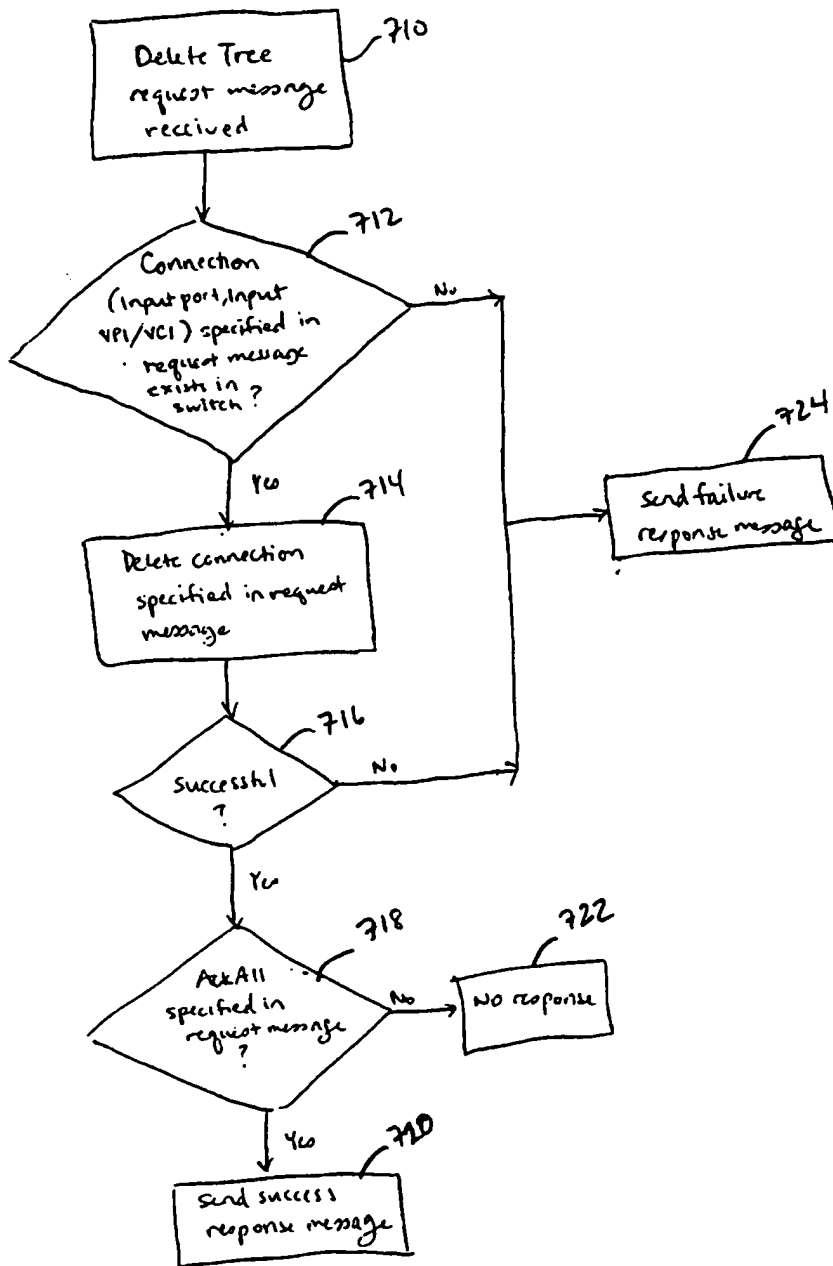 710
Delete Tree
request message
received
712
Connection
(Input port, Input
VPI/VCI) specified in
request message
exists in
switch?
No
Yes
724
Send failure
response message
714
Delete connection
specified in request
message
716
Successful
?
No
Yes
718
AckAll
specified in
request message
?
No
722
No response
Yes
720
Send success
response message